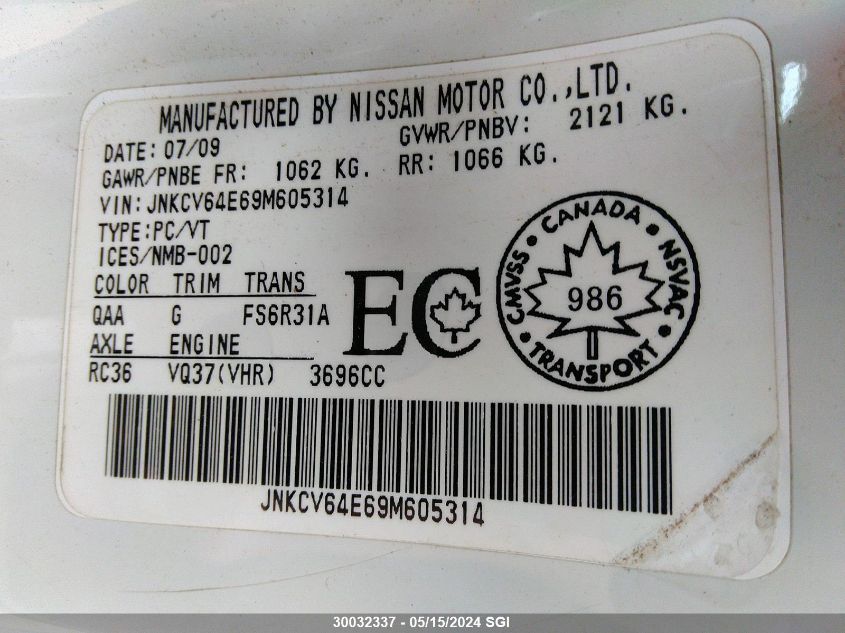 MANUFACTURED BY NISSAN MOTOR CO.,LTD.
DATE: 07/09 GVWR/PNBV: 2121 KG.
GAWR/PNBE FR: 1062 KG. RR: 1066 KG.
VIN:JNKCV64E69M605314
TYPE:PC/VT
ICES/NMB-002
COLOR TRIM TRANS
QAA G FS6R31A
AXLE ENGINE
RC36 VQ37(VHR) 3696CC
EC
CANADA
CMVSS • NSVAC
986
• TRANSPORT •
JNKCV64E69M605314
30032337 - 05/15/2024 SGI